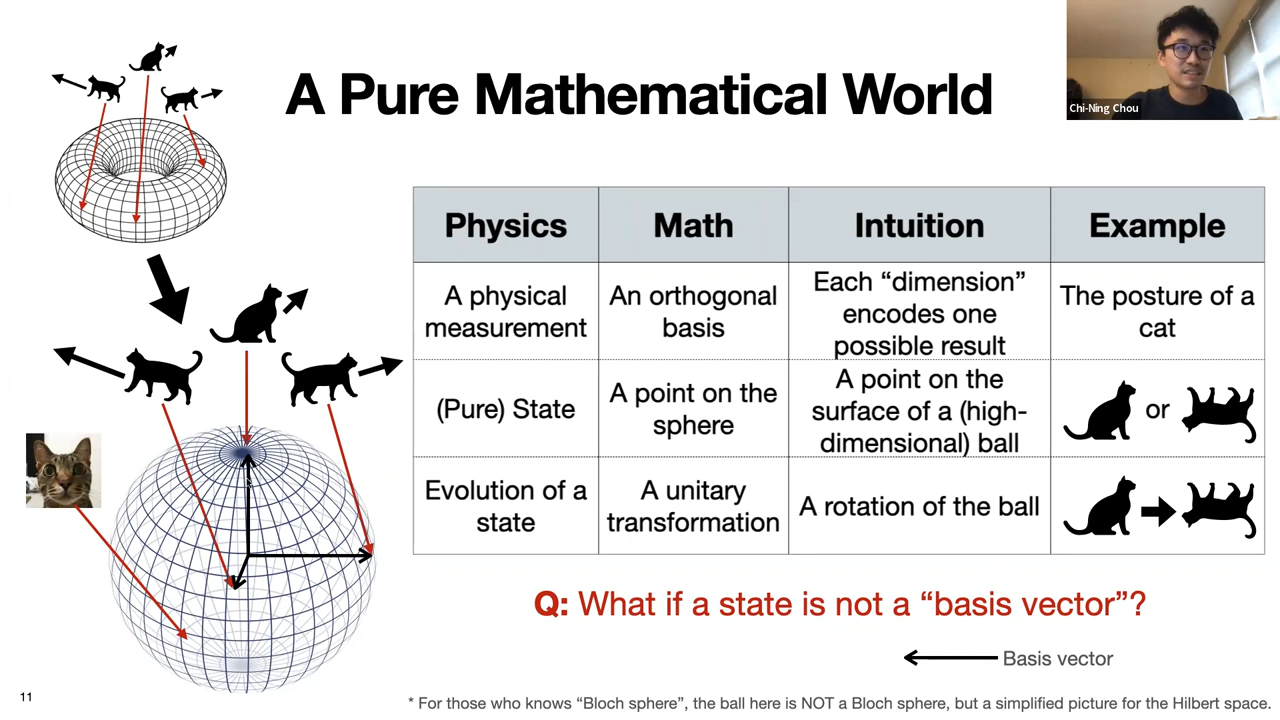 A Pure Mathematical World
Chi-Ning Chou
Physics
Math
Intuition
Example
A physical
measurement
An orthogonal
basis
Each “dimension”
encodes one
possible result
The posture of a
cat
(Pure) State
A point on the
sphere
A point on the
surface of a (high-
dimensional) ball
or
Evolution of a
state
A unitary
transformation
A rotation of the ball
Q: What if a state is not a “basis vector”?
Basis vector
11
* For those who knows “Bloch sphere”, the ball here is NOT a Bloch sphere, but a simplified picture for the Hilbert space.